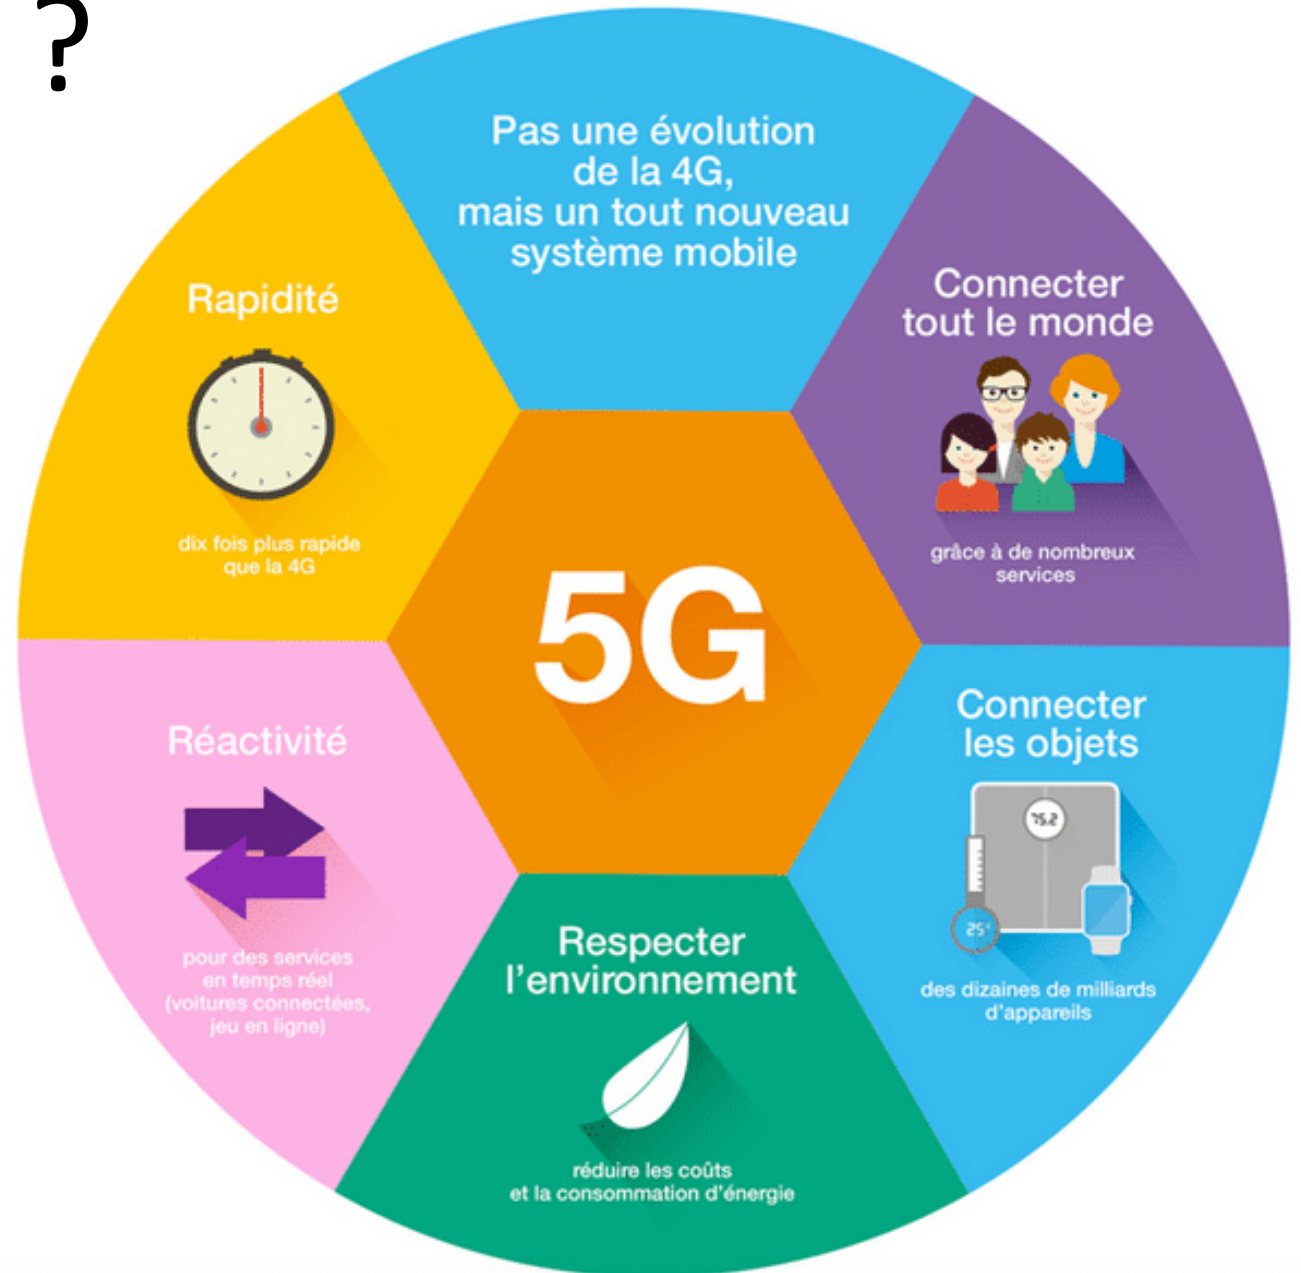 ?
Pas une évolution
de la 4G,
mais un tout nouveau
système mobile
Connecter
tout le monde
grâce à de nombreux
services
Connecter
les objets
75.2
25°
des dizaines de milliards
d'appareils
Respecter
l'environnement
réduire les coûts
et la consommation d'énergie
Réactivité
pour des services
en temps réel
(voitures connectées,
jeu en ligne)
Rapidité
dix fois plus rapide
que la 4G
5G